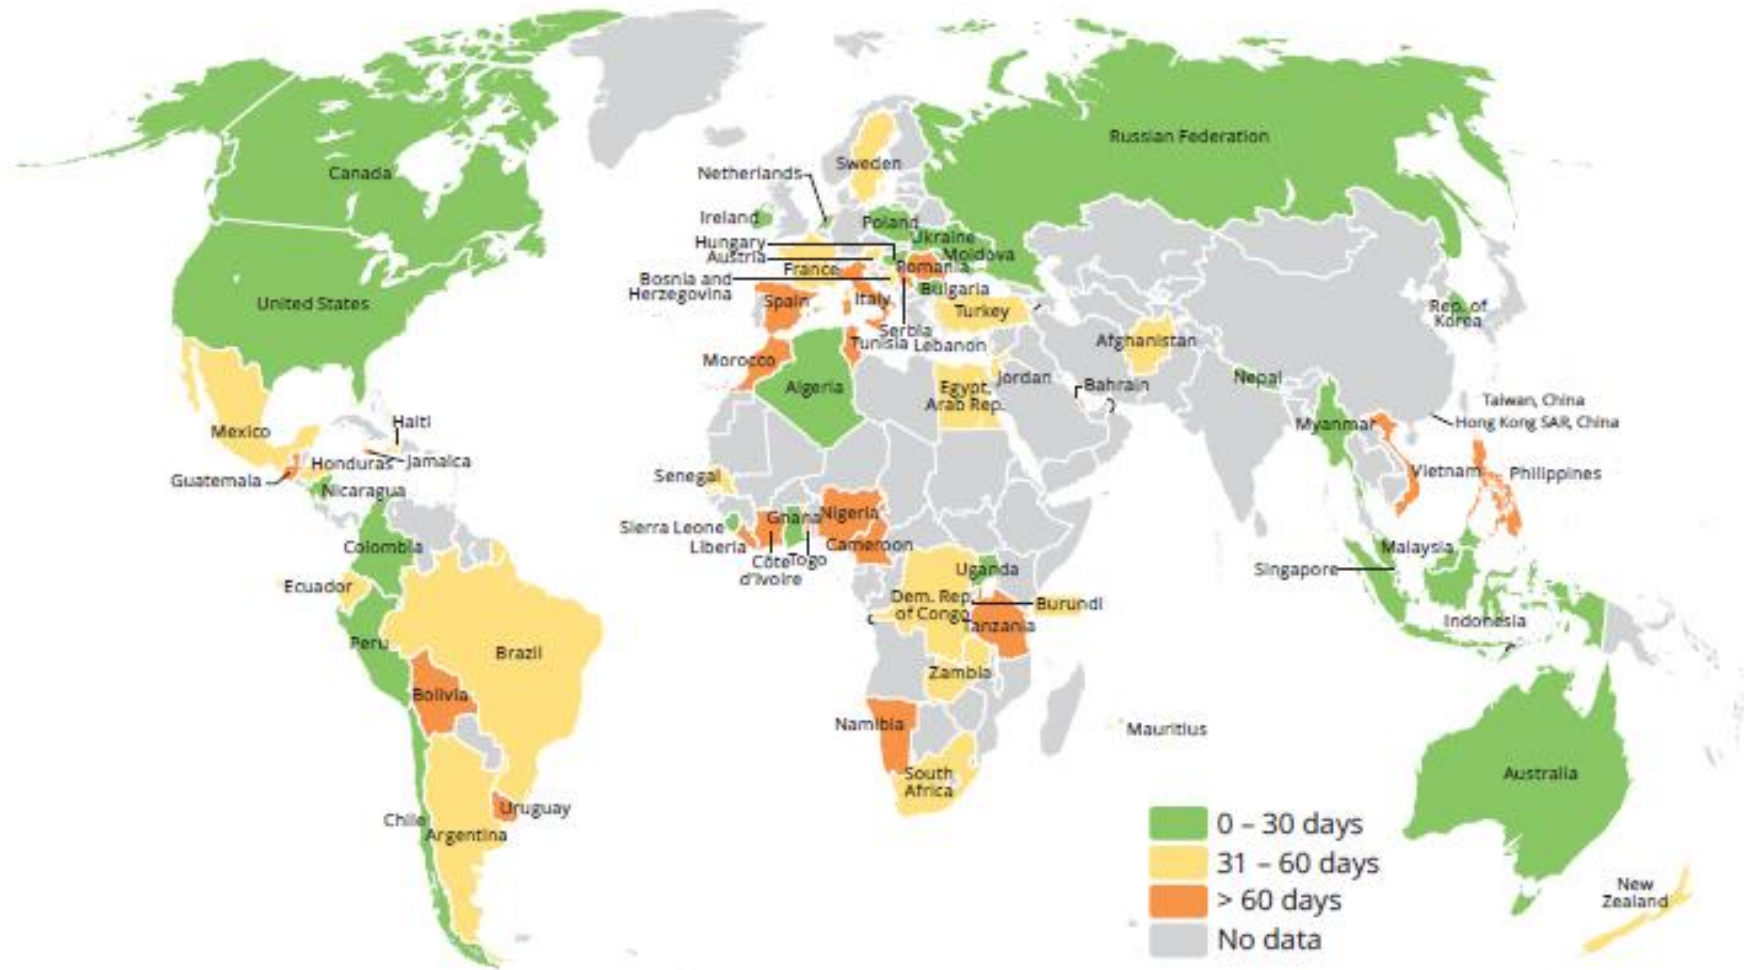 Canada
United States
Mexico
Haiti
Honduras
Jamaica
Guatemala
Nicaragua
Colombia
Ecuador
Peru
Brazil
Bolivia
Chile
Uruguay
Argentina
Sweden
Netherlands
Ireland
Poland
Ukraine
Hungary
Moldova
Austria
France
Romania
Bosnia and
Herzegovina
Bulgaria
Spain
Italy
Turkey
Serbia
Tunisia
Lebanon
Morocco
Algeria
Egypt,
Arab Rep.
Jordan
Bahrain
Afghanistan
Russian Federation
Rep. of
Korea
Nepal
Myanmar
Taiwan, China
Hong Kong SAR, China
Vietnam
Philippines
Malaysia
Singapore
Indonesia
Senegal
Sierra Leone
Liberia
Ghana
Nigeria
Côte
d'Ivoire
Togo
Cameroon
Uganda
Dem. Rep.
of Congo
Burundi
Tanzania
Zambia
Namibia
South
Africa
Mauritius
Australia
New
Zealand
0 – 30 days
31 – 60 days
> 60 days
No data